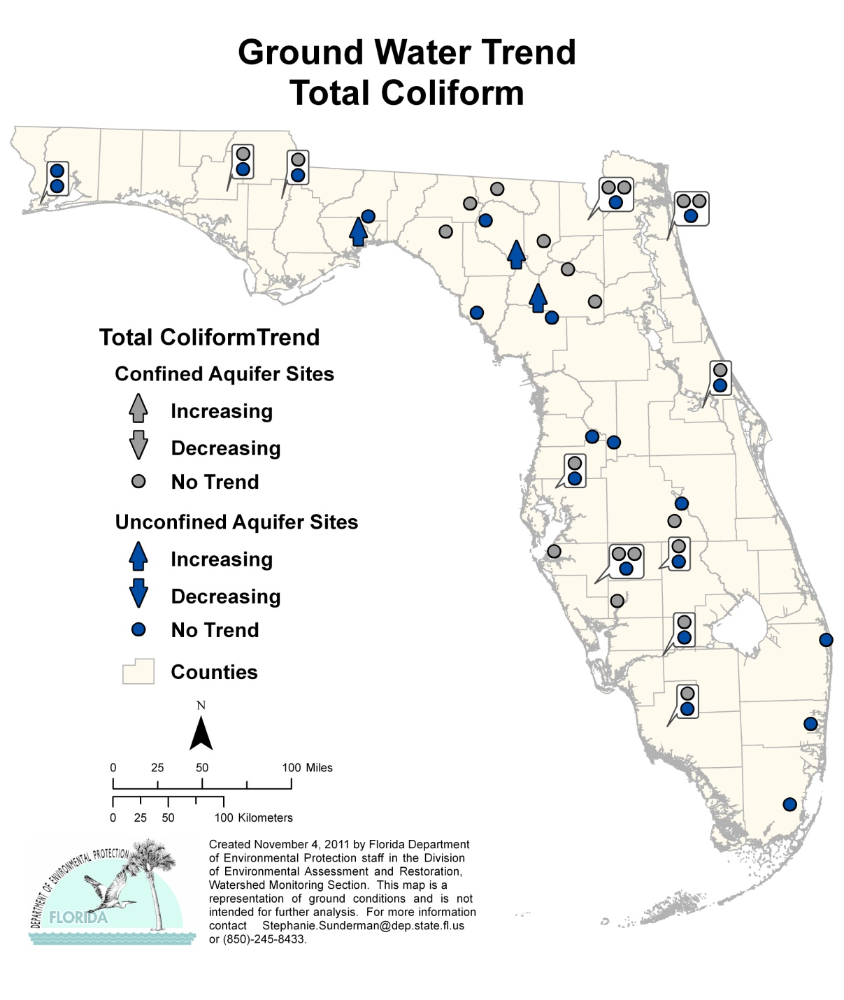 Ground Water Trend
Total Coliform
Total ColiformTrend
Confined Aquifer Sites
Increasing
Decreasing
No Trend
Unconfined Aquifer Sites
Increasing
Decreasing
No Trend
Counties
N
0 25 50 100 Miles
0 25 50 100 Kilometers
DEPARTMENT OF ENVIRONMENTAL PROTECTION
FLORIDA
Created November 4, 2011 by Florida Department
of Environmental Protection staff in the Division
of Environmental Assessment and Restoration,
Watershed Monitoring Section. This map is a
representation of ground conditions and is not
intended for further analysis. For more information
contact Stephanie.Sunderman@dep.state.fl.us
or (850)-245-8433.